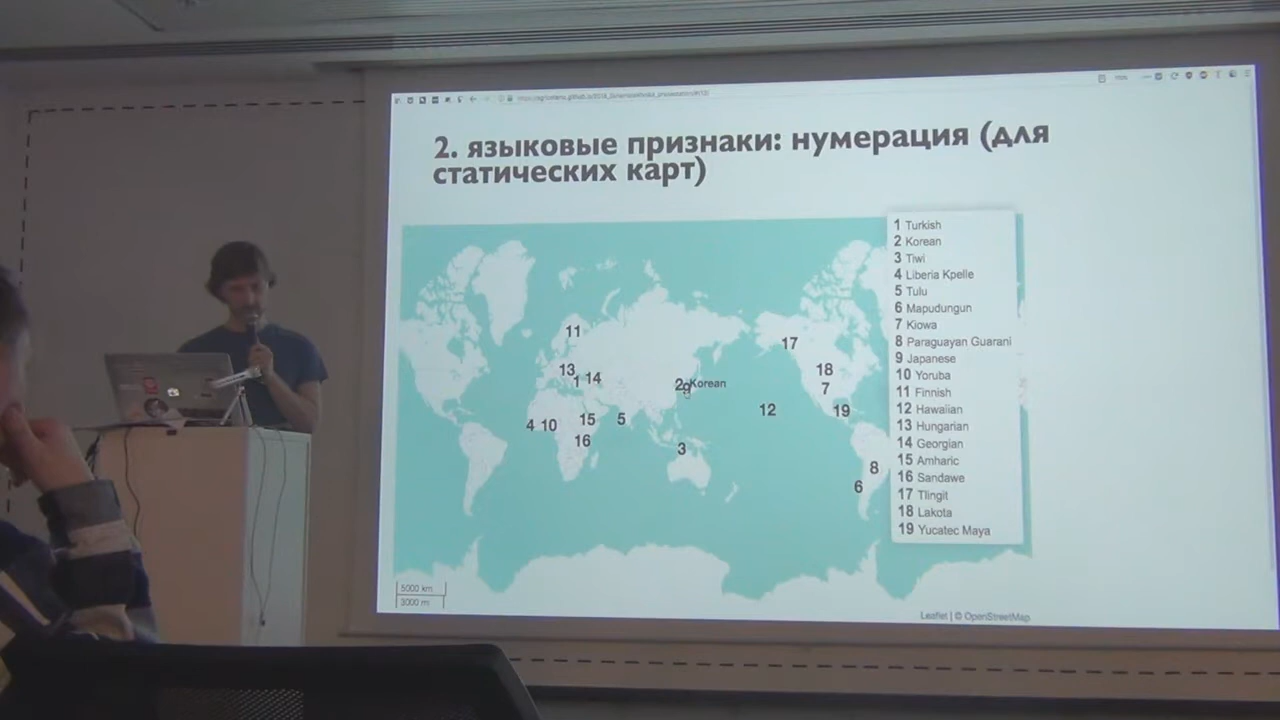 2. языковые признаки: нумерация (для
статических карт)
1 Turkish
2 Korean
3 Tiwi
4 Liberia Kpelle
5 Tulu
6 Mapudungun
7 Kiowa
8 Paraguayan Guaraní
9 Japanese
10 Yoruba
11 Finnish
12 Hawaiian
13 Hungarian
14 Georgian
15 Amharic
16 Sandawe
17 Tlingit
18 Lakota
19 Yucatec Maya
11
17
13
18
1 14
2 Korean
9
7
12
19
4 10
15
5
16
3
8
6
5000 km
3000 m
Leaflet | © OpenStreetMap